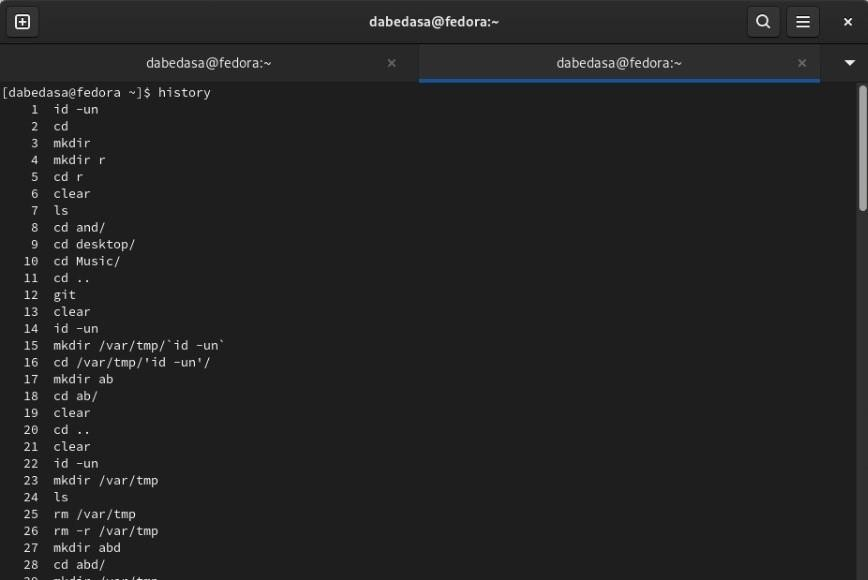 dabedasa@fedora:~
dabedasa@fedora:~
dabedasa@fedora:~
[dabedasa@fedora ~]$ history
1 id -un
2 cd
3 mkdir
4 mkdir r
5 cd r
6 clear
7 ls
8 cd and/
9 cd desktop/
10 cd Music/
11 cd ..
12 git
13 clear
14 id -un
15 mkdir /var/tmp/`id -un`
16 cd /var/tmp/'id -un'/
17 mkdir ab
18 cd ab/
19 clear
20 cd ..
21 clear
22 id -un
23 mkdir /var/tmp
24 ls
25 rm /var/tmp
26 rm -r /var/tmp
27 mkdir abd
28 cd abd/
29 mkdir /var/tmp